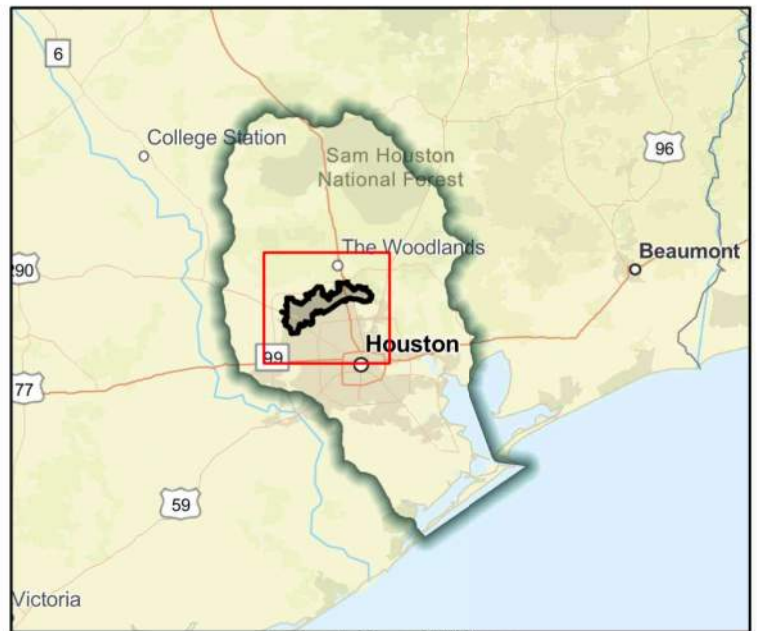 6
College Station
Sam Houston
National Forest
96
The Woodlands
Beaumont
290
Houston
99
77
59
Victoria